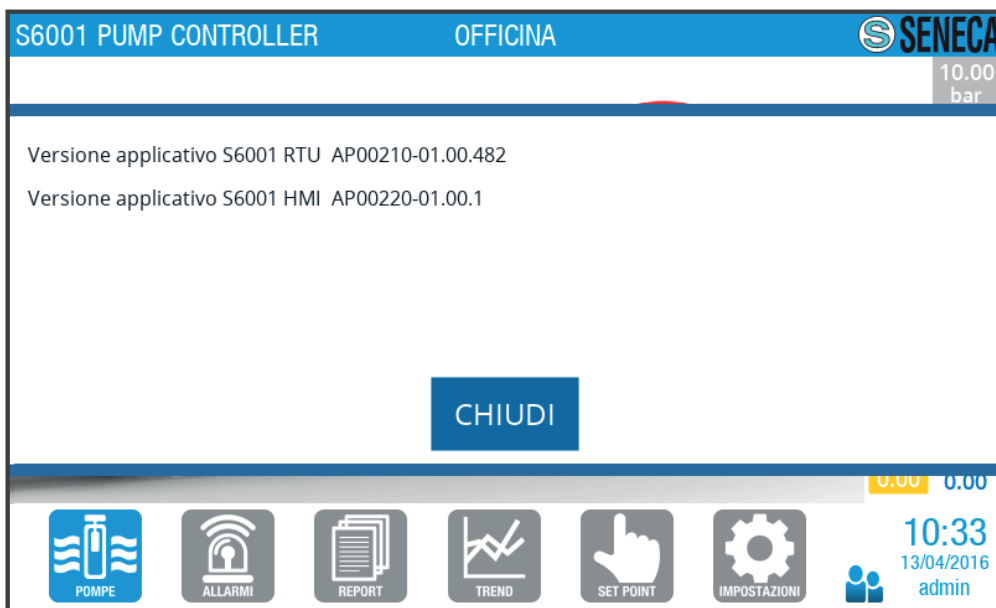 S6001 PUMP CONTROLLER OFFICINA S SENECA
10.00
bar
Versione applicativo S6001 RTU AP00210-01.00.482
Versione applicativo S6001 HMI AP00220-01.00.1
CHIUDI
0.00 0.00
POMPE ALLARMI REPORT TREND SET POINT IMPOSTAZIONI
10:33
13/04/2016
admin